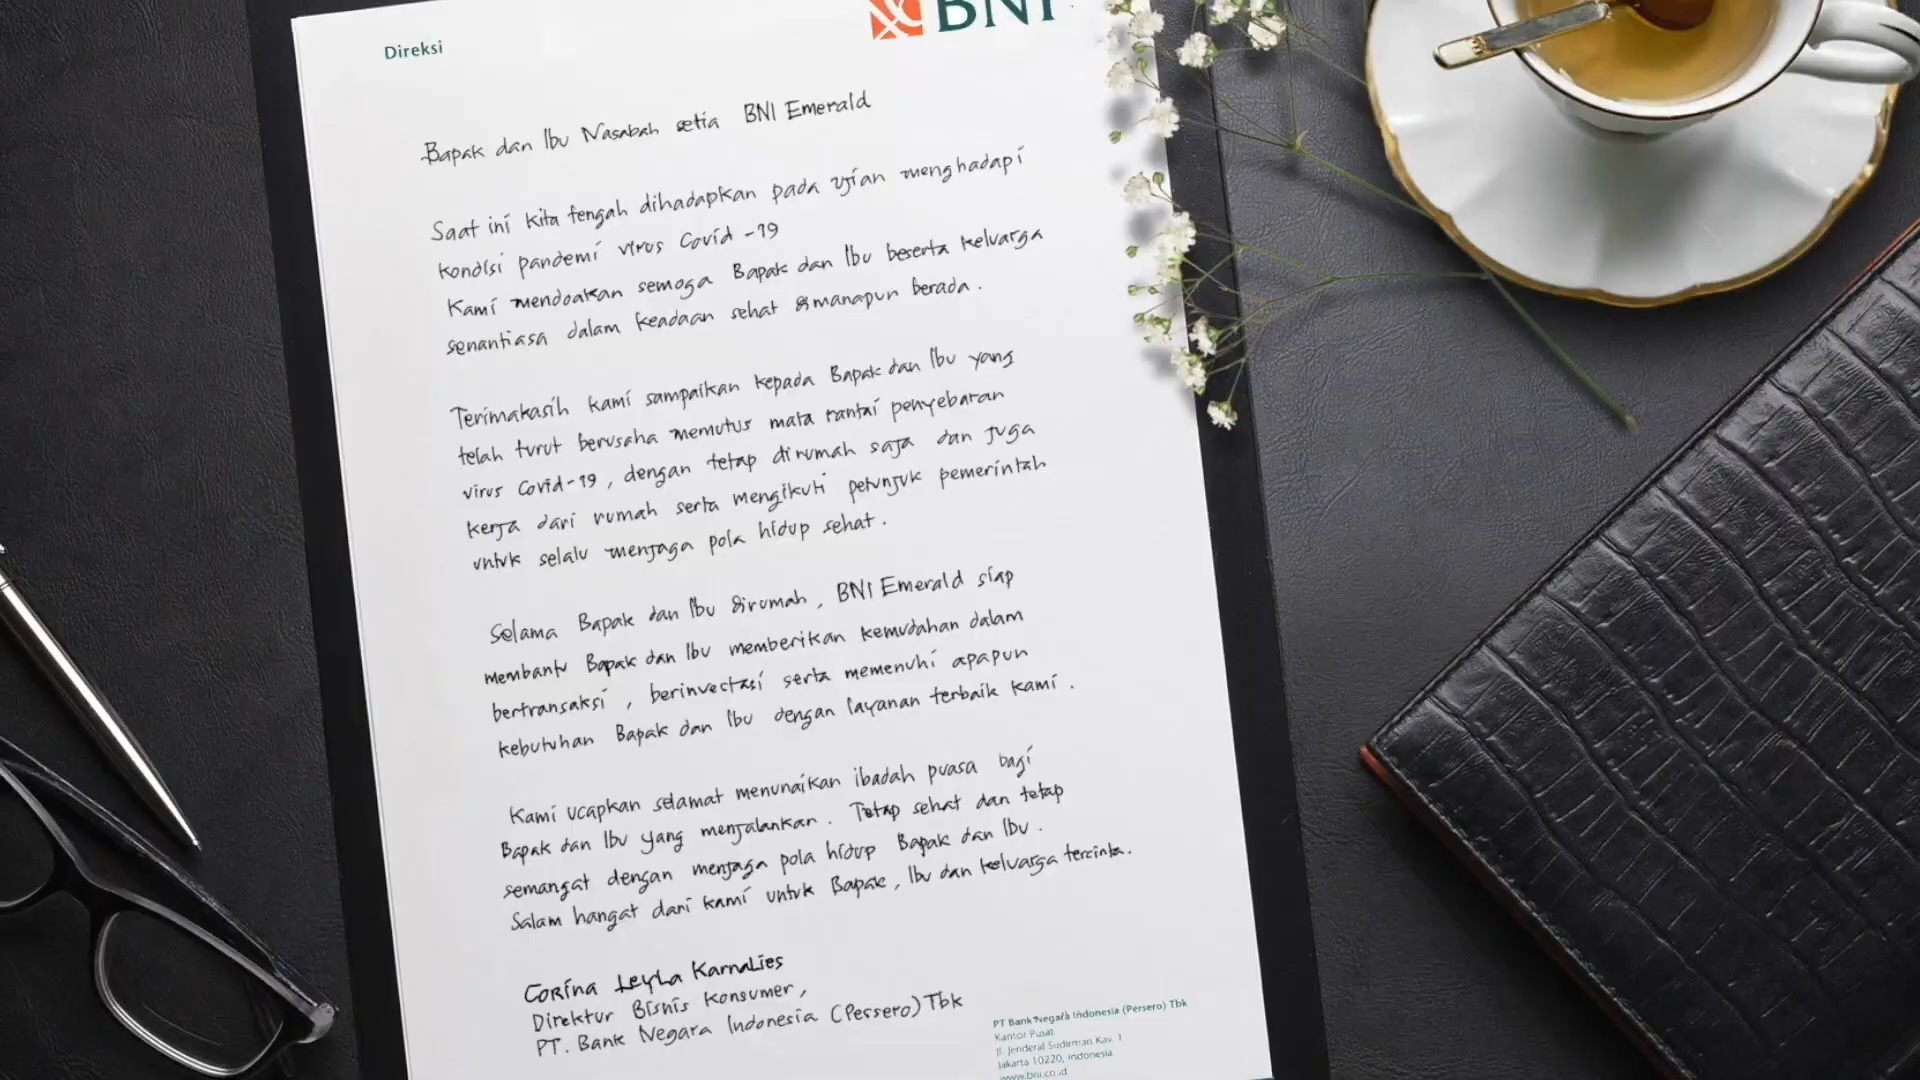 Direksi
BNI
Bapak dan Ibu Nasabah setia BNI Emerald
Saat ini kita tengah dihadapkan pada ujian menghadapi
kondisi pandemi virus Covid-19
Kami mendoakan semoga Bapak dan Ibu beserta keluarga
senantiasa dalam keadaan sehat dimanapun berada.
Terimakasih kami sampaikan kepada Bapak dan Ibu yang
telah turut berusaha memutus mata rantai penyebaran
virus Covid-19, dengan tetap dirumah saja dan juga
kerja dari rumah serta mengikuti petunjuk pemerintah
untuk selalu menjaga pola hidup sehat.
Selama Bapak dan Ibu dirumah, BNI Emerald siap
membantu Bapak dan Ibu memberikan kemudahan dalam
bertransaksi, berinvestasi serta memenuhi apapun
kebutuhan Bapak dan Ibu dengan layanan terbaik kami.
Kami ucapkan selamat menunaikan ibadah puasa bagi
Bapak dan Ibu yang menjalankan. Tetap sehat dan tetap
semangat dengan menjaga pola hidup Bapak dan Ibu.
Salam hangat dari kami untuk Bapak, Ibu dan keluarga tercinta.
Corina Leyla Karnalies
Direktur Bisnis Konsumer,
PT. Bank Negara Indonesia (Persero) Tbk
PT Bank Negara Indonesia (Persero) Tbk
Kantor Pusat
Jl. Jenderal Sudirman Kav. 1
Jakarta 10220, Indonesia
www.bni.co.id